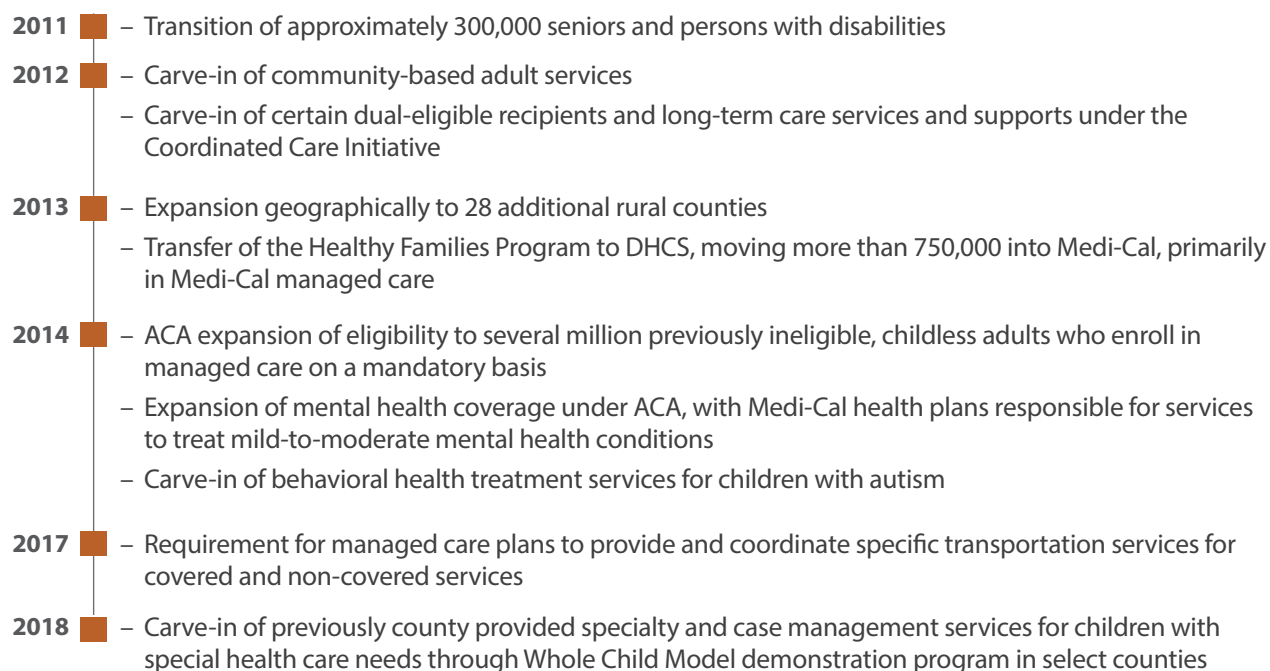 2011 – Transition of approximately 300,000 seniors and persons with disabilities
2012 – Carve-in of community-based adult services
– Carve-in of certain dual-eligible recipients and long-term care services and supports under the
Coordinated Care Initiative
2013 – Expansion geographically to 28 additional rural counties
– Transfer of the Healthy Families Program to DHCS, moving more than 750,000 into Medi-Cal, primarily
in Medi-Cal managed care
2014 – ACA expansion of eligibility to several million previously ineligible, childless adults who enroll in
managed care on a mandatory basis
– Expansion of mental health coverage under ACA, with Medi-Cal health plans responsible for services
to treat mild-to-moderate mental health conditions
– Carve-in of behavioral health treatment services for children with autism
2017 – Requirement for managed care plans to provide and coordinate specific transportation services for
covered and non-covered services
2018 – Carve-in of previously county provided specialty and case management services for children with
special health care needs through Whole Child Model demonstration program in select counties